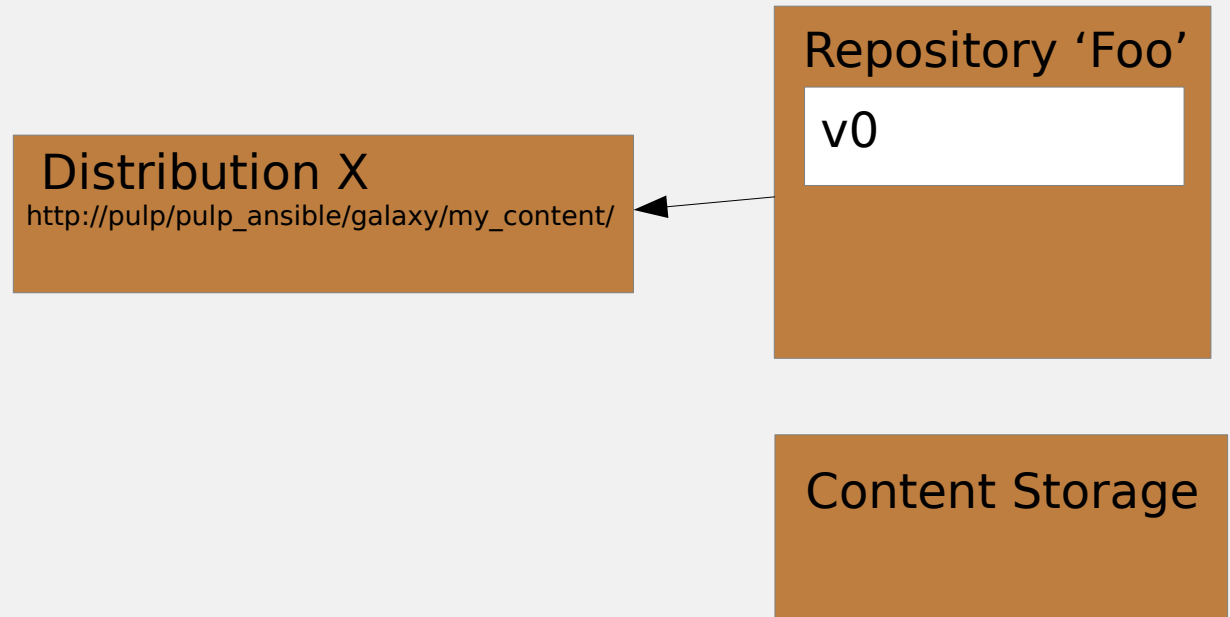 Distribution X
http://pulp/pulp_ansible/galaxy/my_content/
Repository ‘Foo’
v0
Content Storage